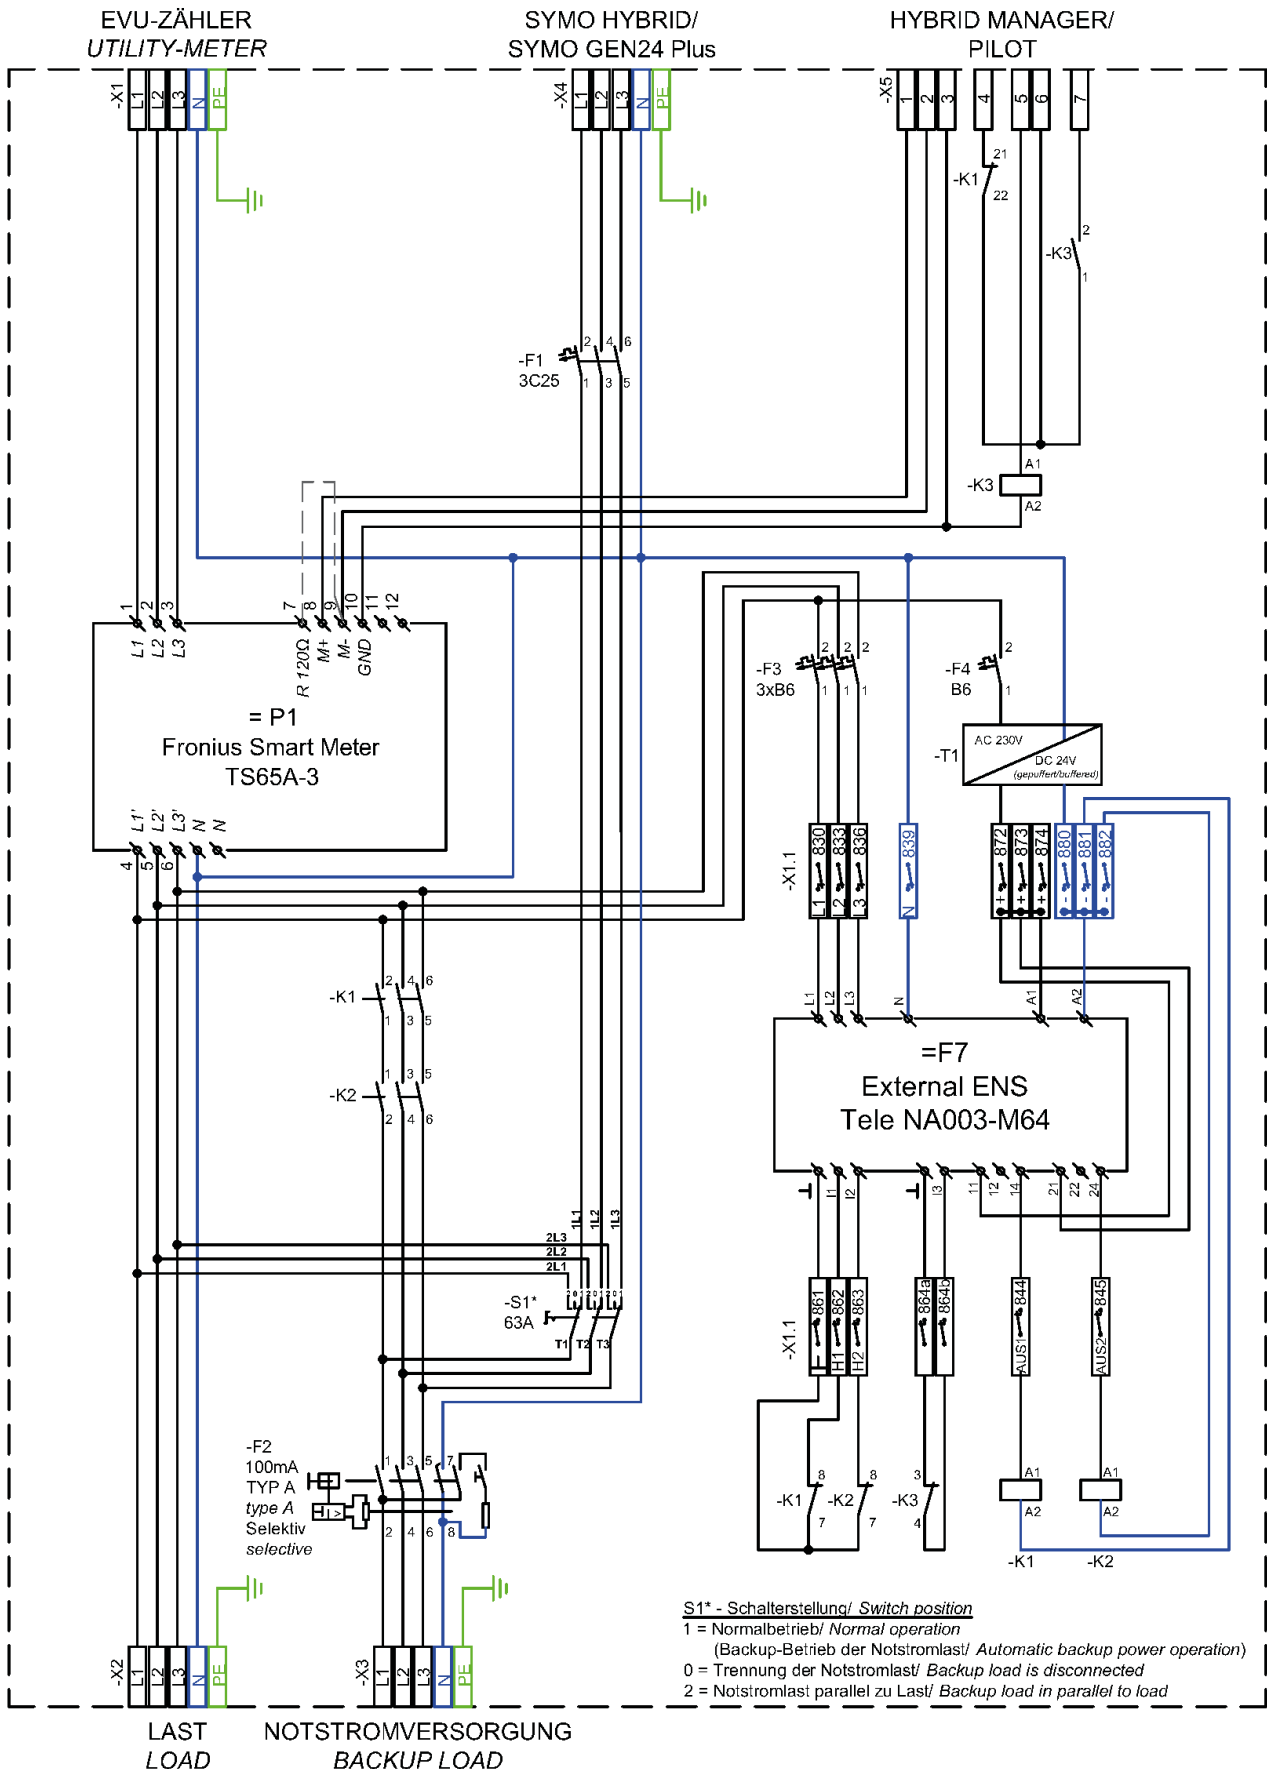 EVU-ZÄHLER
UTILITY-METER
SYMO HYBRID/
SYMO GEN24 Plus
HYBRID MANAGER/
PILOT
-X1 L1 L2 L3 N PE
-X4 L1 L2 L3 N PE
-X5 1 2 3 4 5 6 7
21
-K1
22
2
-K3
1
2 4 6
-F1
3C25
1 3 5
A1
-K3
A2
1 2 3 7 8 9 10 11 12
L1 L2 L3 R 120Ω M+ M- GND
= P1
Fronius Smart Meter
TS65A-3
L1' L2' L3' N N
4 5 6
2 2 2
-F3
3xB6
1 1 1
2
-F4
B6
1
AC 230V
-T1
DC 24V
(gepuffert/buffered)
-X1.1
830 833 836 839 872 873 874 880 881 882
L1 L2 L3 N + + + - - -
2 4 6
-K1
1 3 5
1 3 5
-K2
2 4 6
L1 L2 L3 N A1 A2
=F7
External ENS
Tele NA003-M64
I1 I2 I3 11 12 14 21 22 24
1L1 1L2 1L3
2L3
2L2
2L1
2 0 1 2 0 1 2 0 1
-S1*
63A
T1 T2 T3
-X1.1
861 862 863 864a 864b 844 845
H1 H2 AUS1 AUS2
-F2
100mA
TYP A
type A
Selektiv
selective
1 3 5 7
I>
2 4 6 8
8
-K1
7
8
-K2
7
3
-K3
4
A1
A2
-K1
A1
A2
-K2
S1* - Schalterstellung/ Switch position
1 = Normalbetrieb/ Normal operation
(Backup-Betrieb der Notstromlast/ Automatic backup power operation)
0 = Trennung der Notstromlast/ Backup load is disconnected
2 = Notstromlast parallel zu Last/ Backup load in parallel to load
-X2 L1 L2 L3 N PE
-X3 L1 L2 L3 N PE
LAST
LOAD
NOTSTROMVERSORGUNG
BACKUP LOAD